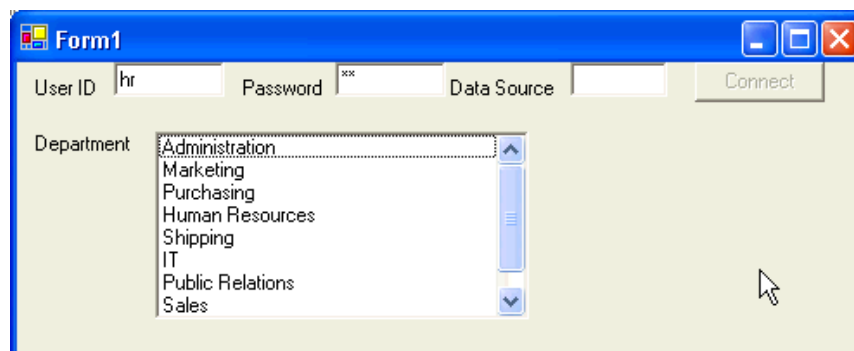 Form1
User ID hr Password ** Data Source Connect
Department
Administration
Marketing
Purchasing
Human Resources
Shipping
IT
Public Relations
Sales